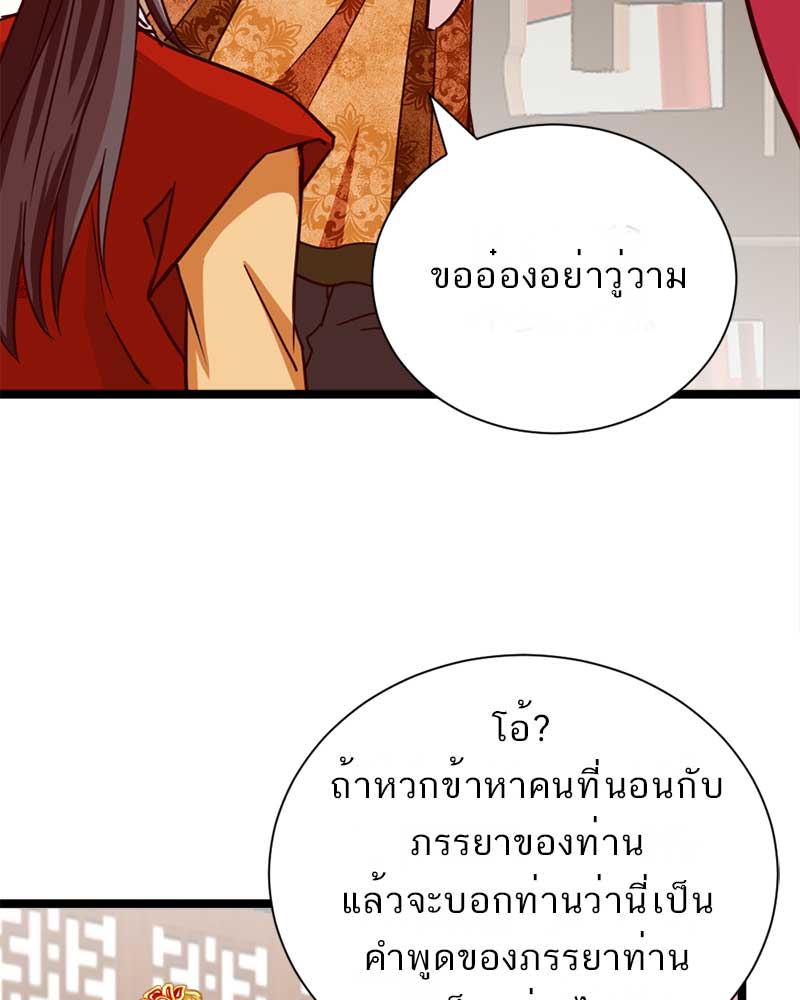 ขออ๋องอย่าวู่วาม
โอ้?
ถ้าหวกข้าหาคนที่นอนกับ
ภรรยาของท่าน
แล้วจะบอกท่านว่านี่เป็น
คำพูดของภรรยาท่าน